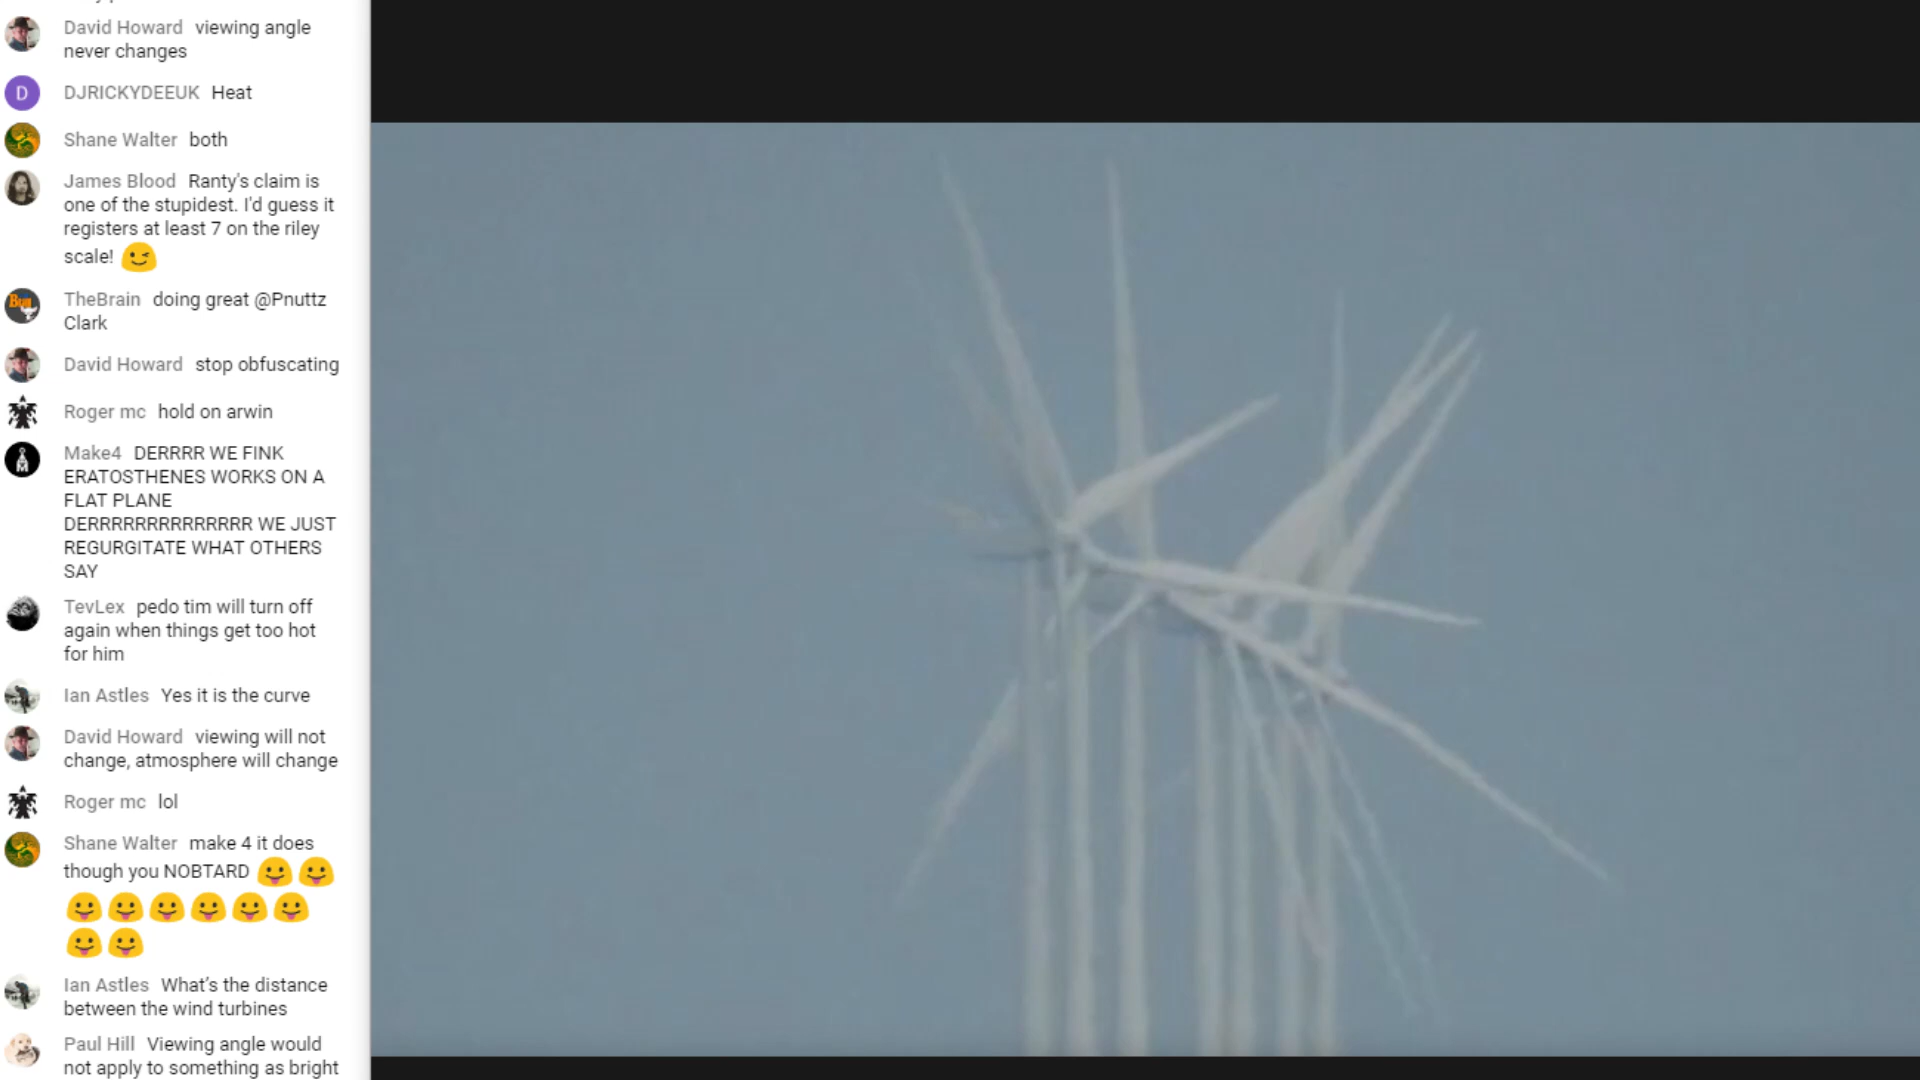 David Howard viewing angle
never changes
D
DJRICKYDEEUK Heat
Shane Walter both
James Blood Ranty's claim is
one of the stupidest. I'd guess it
registers at least 7 on the riley
scale!
TheBrain doing great @Pnuttz
Clark
David Howard stop obfuscating
Roger mc hold on arwin
Make4 DERRRR WE FINK
ERATOSTHENES WORKS ON A
FLAT PLANE
DERRRRRRRRRRRRRR WE JUST
REGURGITATE WHAT OTHERS
SAY
TevLex pedo tim will turn off
again when things get too hot
for him
Ian Astles Yes it is the curve
David Howard viewing will not
change, atmosphere will change
Roger mc lol
Shane Walter make 4 it does
though you NOBTARD
Ian Astles What's the distance
between the wind turbines
Paul Hill Viewing angle would
not apply to something as bright